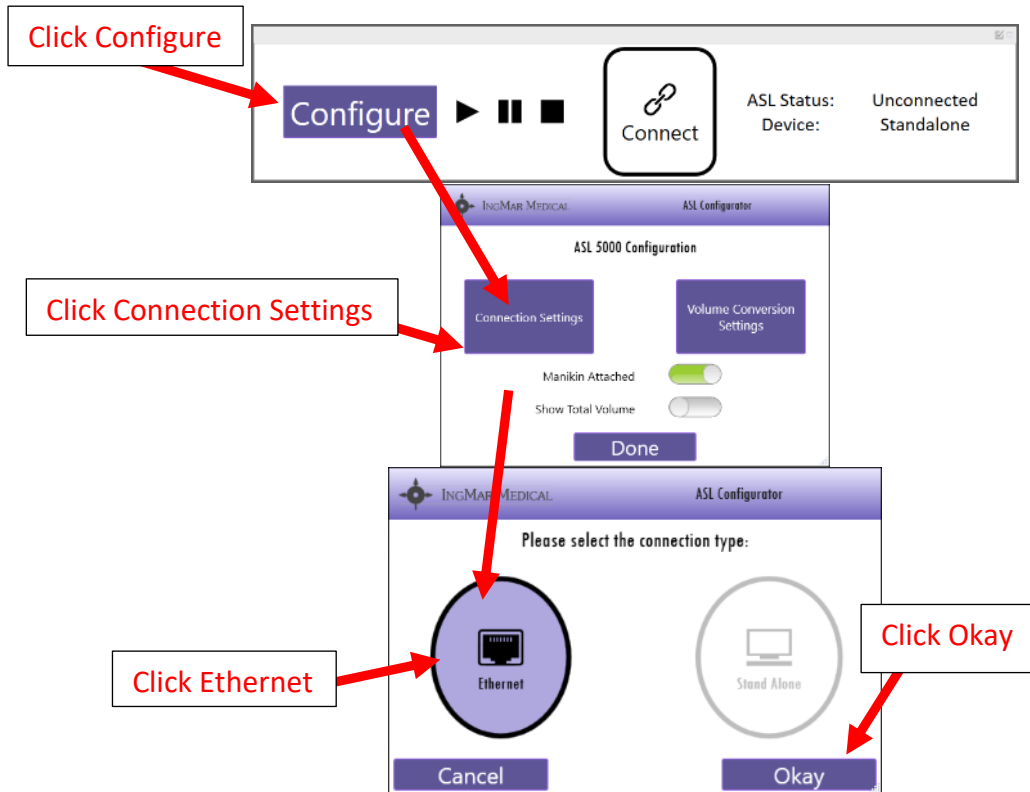 Click Configure
Configure
Connect
ASL Status: Unconnected
Device: Standalone
INGMAR MEDICAL
ASL Configurator
ASL 5000 Configuration
Click Connection Settings
Connection Settings
Volume Conversion
Settings
Manikin Attached
Show Total Volume
Done
INGMAR MEDICAL
ASL Configurator
Please select the connection type:
Click Okay
Click Ethernet
Ethernet
Stand Alone
Cancel
Okay